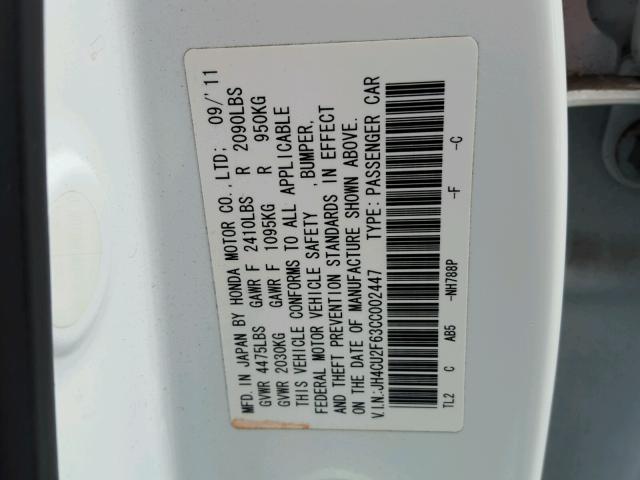 MFD. IN JAPAN BY HONDA MOTOR CO.,LTD; 09/'11
GVWR 4475LBS GAWR F 2410LBS R 2090LBS
GVWR 2030KG GAWR F 1095KG R 950KG
THIS VEHICLE CONFORMS TO ALL APPLICABLE
FEDERAL MOTOR VEHICLE SAFETY , BUMPER,
AND THEFT PREVENTION STANDARDS IN EFFECT
ON THE DATE OF MANUFACTURE SHOWN ABOVE.
V.I.N:JH4CU2F63CC002447 TYPE:PASSENGER CAR
TL2 C AB5 -NH788P -F -C